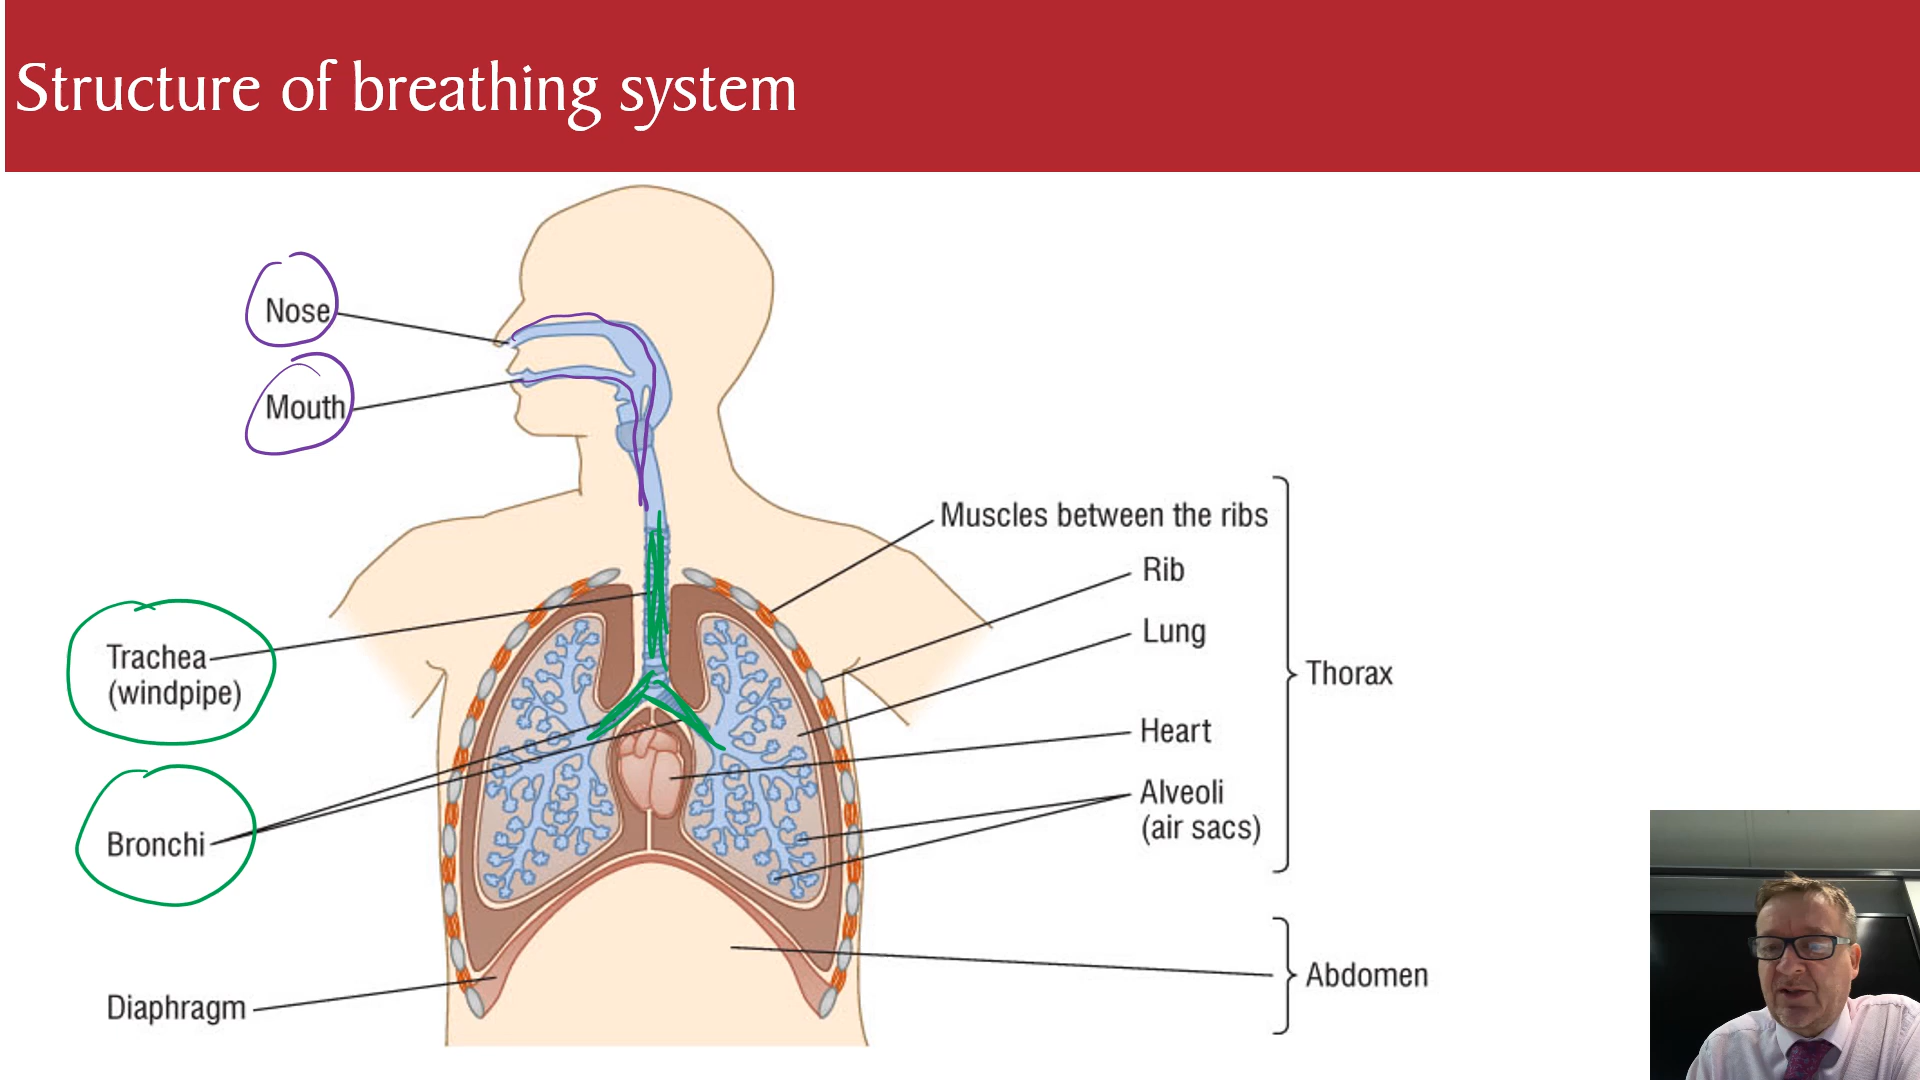 Structure of breathing system
Nose
Mouth
Trachea
(windpipe)
Bronchi
Diaphragm
Muscles between the ribs
Rib
Lung
Heart
Alveoli
(air sacs)
Thorax
Abdomen